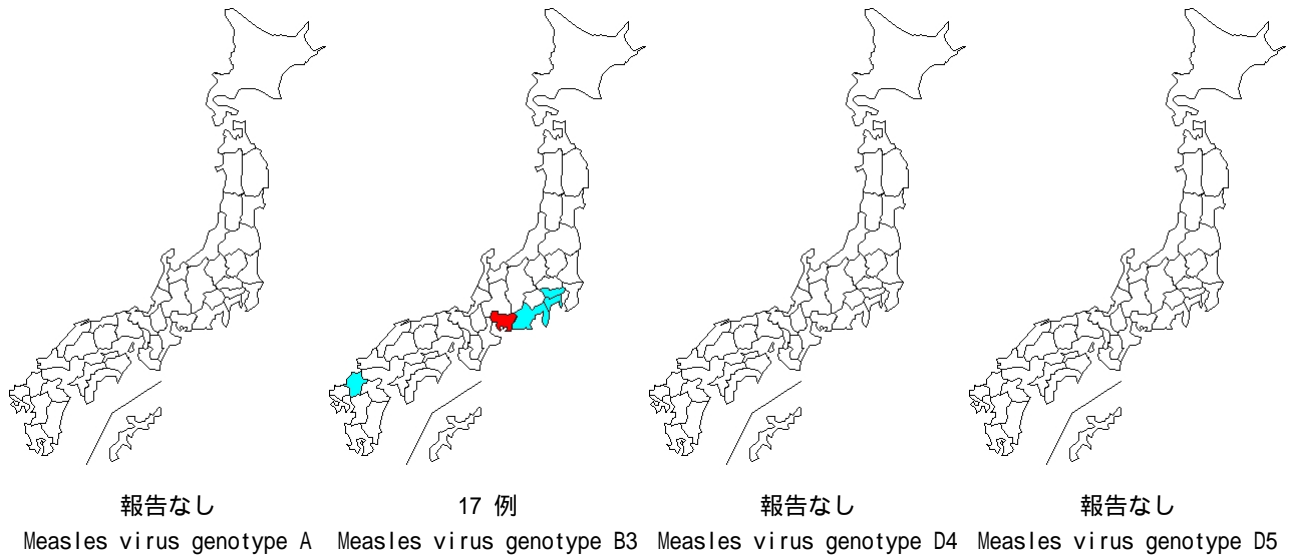 報告なし 17 例 報告なし 報告なし
Measles virus genotype A Measles virus genotype B3 Measles virus genotype D4 Measles virus genotype D5